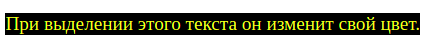 При выделении этого текста он изменит свой цвет.